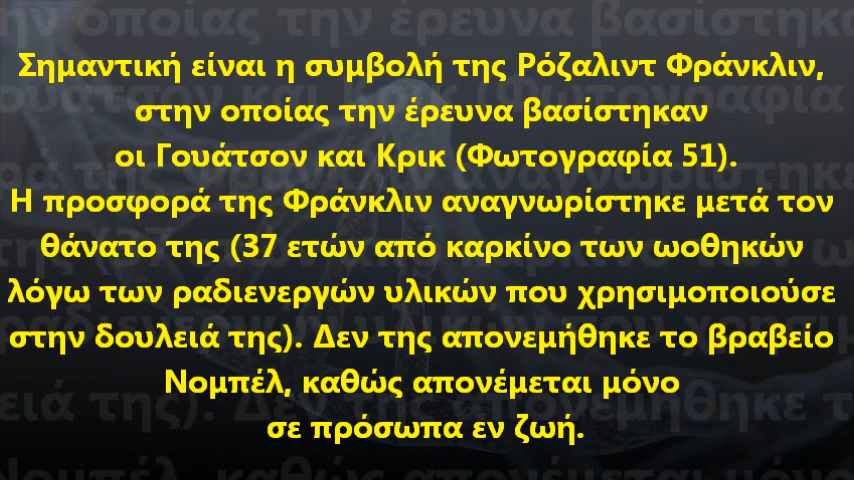 Σημαντική είναι η συμβολή της Ρόζαλιντ Φράνκλιν,
στην οποίας την έρευνα βασίστηκαν
οι Γουάτσον και Κρικ (Φωτογραφία 51).
Η προσφορά της Φράνκλιν αναγνωρίστηκε μετά τον
θάνατο της (37 ετών από καρκίνο των ωοθηκών
λόγω των ραδιενεργών υλικών που χρησιμοποιούσε
στην δουλειά της). Δεν της απονεμήθηκε το βραβείο
Νομπέλ, καθώς απονέμεται μόνο
σε πρόσωπα εν ζωή.